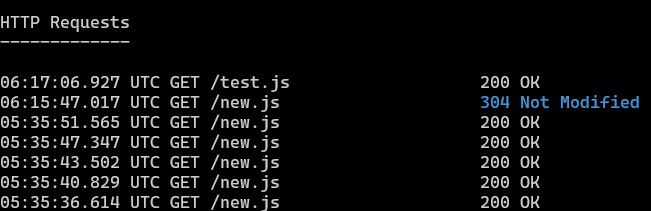 HTTP Requests
-------------
06:17:06.927 UTC GET /test.js 200 OK
06:15:47.017 UTC GET /new.js 304 Not Modified
05:35:51.565 UTC GET /new.js 200 OK
05:35:47.347 UTC GET /new.js 200 OK
05:35:43.502 UTC GET /new.js 200 OK
05:35:40.829 UTC GET /new.js 200 OK
05:35:36.614 UTC GET /new.js 200 OK